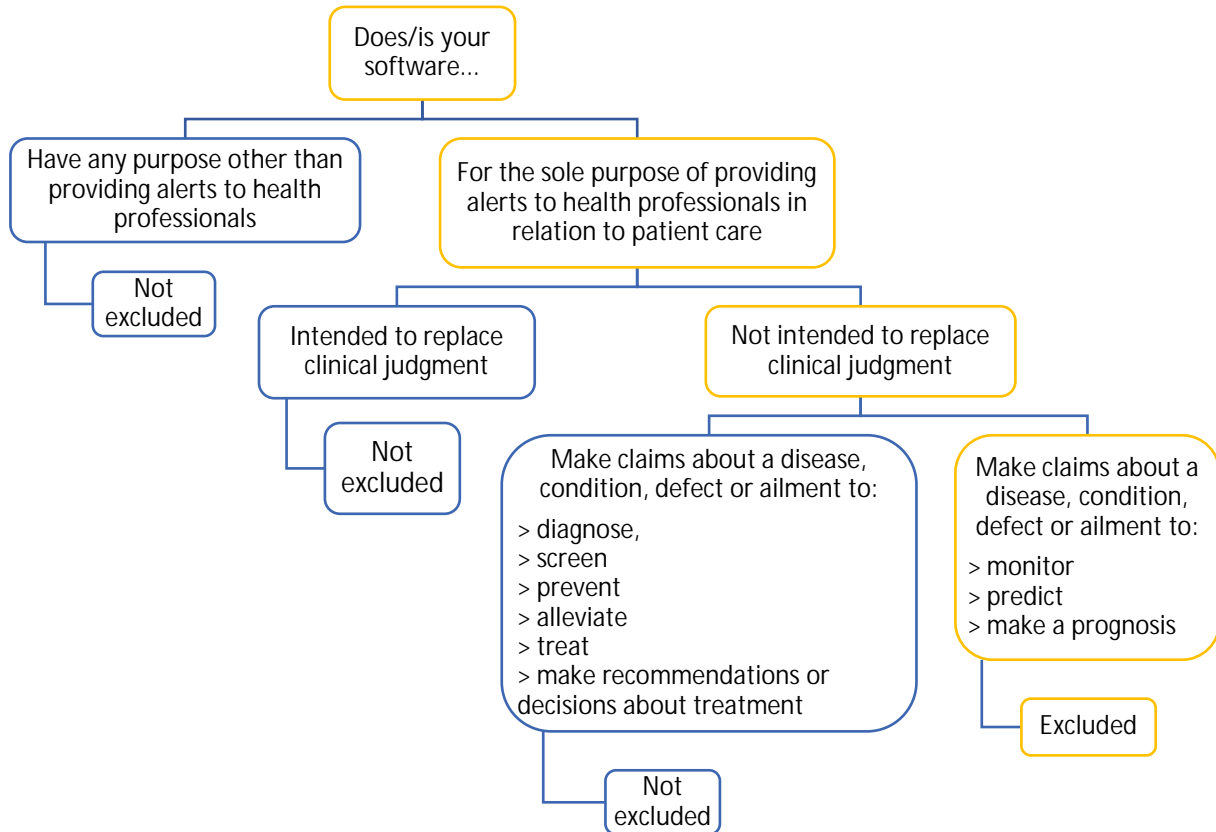 Does/is your
software...
Have any purpose other than
providing alerts to health
professionals
For the sole purpose of providing
alerts to health professionals in
relation to patient care
Not
excluded
Intended to replace
clinical judgment
Not intended to replace
clinical judgment
Not
excluded
Make claims about a disease,
condition, defect or ailment to:
> diagnose,
> screen
> prevent
> alleviate
> treat
> make recommendations or
decisions about treatment
Make claims about a
disease, condition,
defect or ailment to:
> monitor
> predict
> make a prognosis
Excluded
Not
excluded